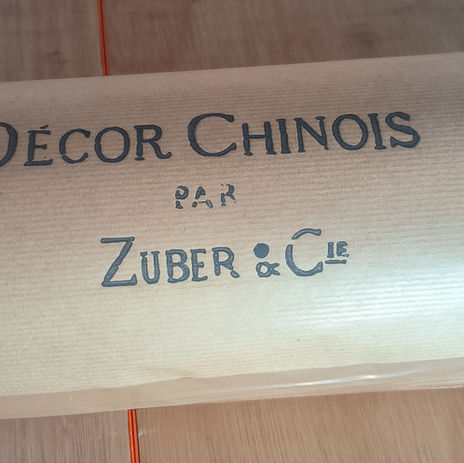 DÉCOR CHINOIS
PAR
ZUBER & CIE